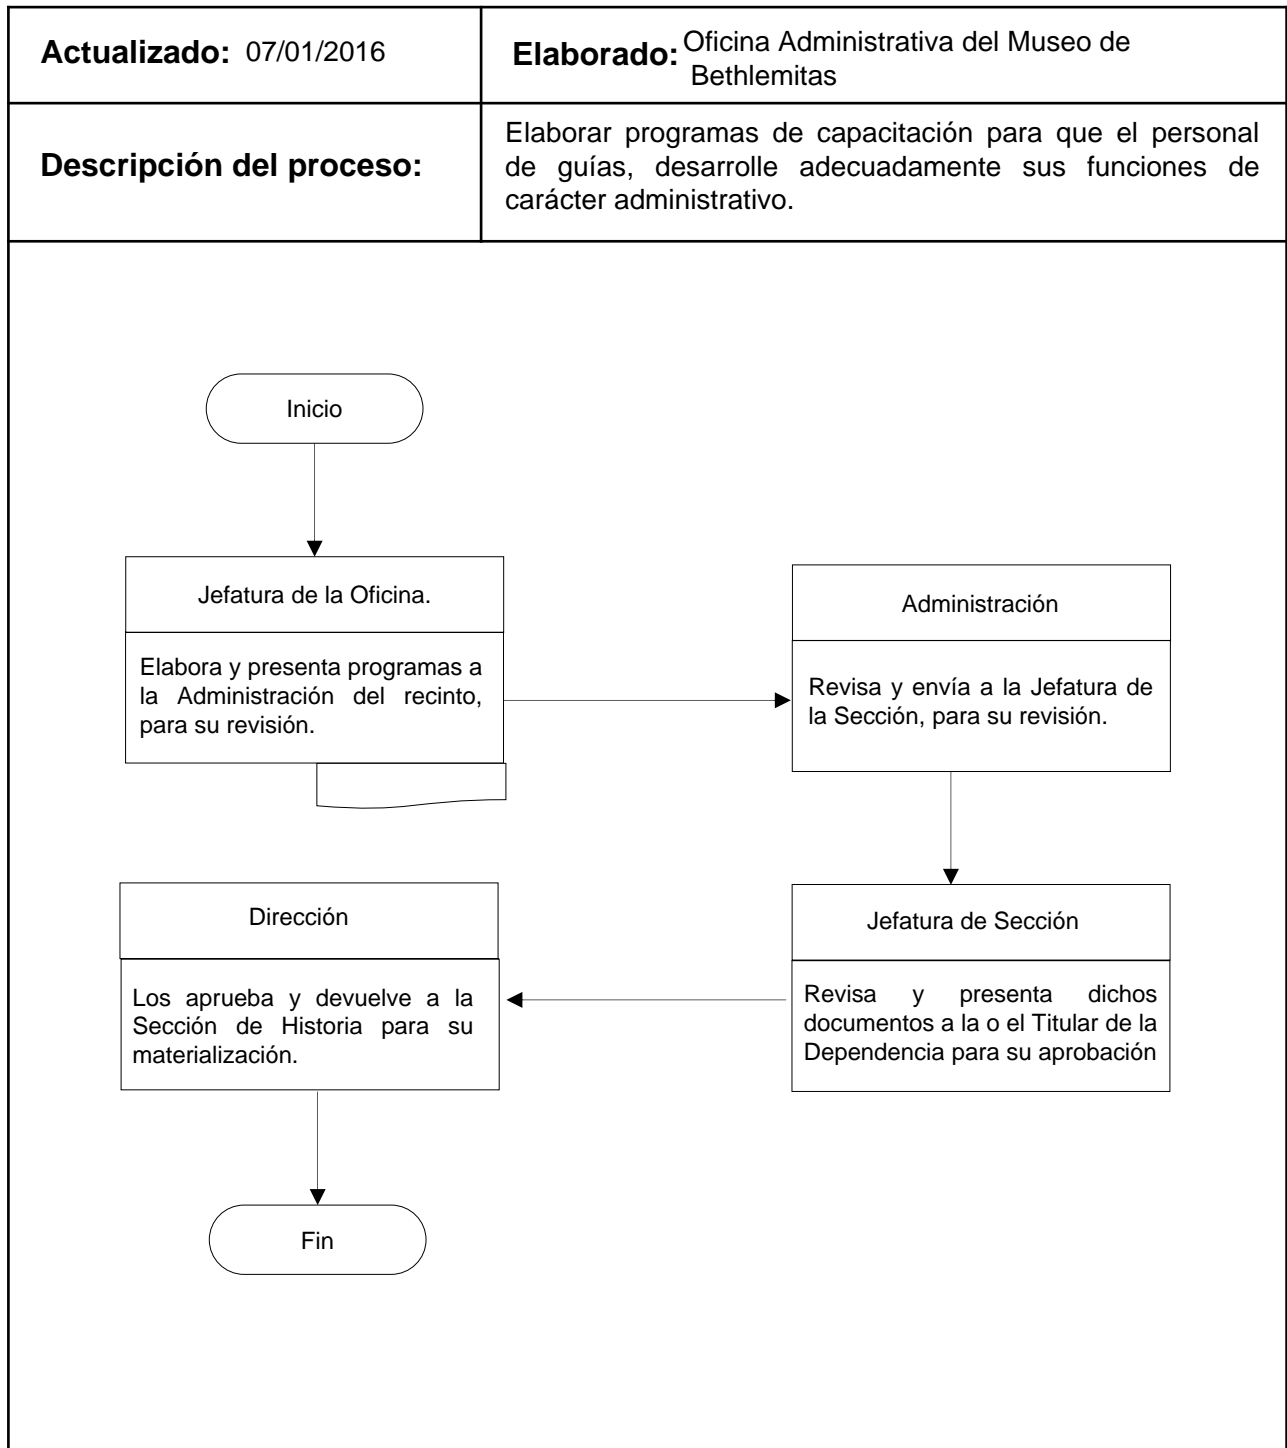 Actualizado: 07/01/2016
Elaborado: Oficina Administrativa del Museo de
Bethlemitas
Descripción del proceso:
Elaborar programas de capacitación para que el personal
de guías, desarrolle adecuadamente sus funciones de
carácter administrativo.
Inicio
Jefatura de la Oficina.
Elabora y presenta programas a
la Administración del recinto,
para su revisión.
Administración
Revisa y envía a la Jefatura de
la Sección, para su revisión.
Jefatura de Sección
Revisa y presenta dichos
documentos a la o el Titular de la
Dependencia para su aprobación
Dirección
Los aprueba y devuelve a la
Sección de Historia para su
materialización.
Fin